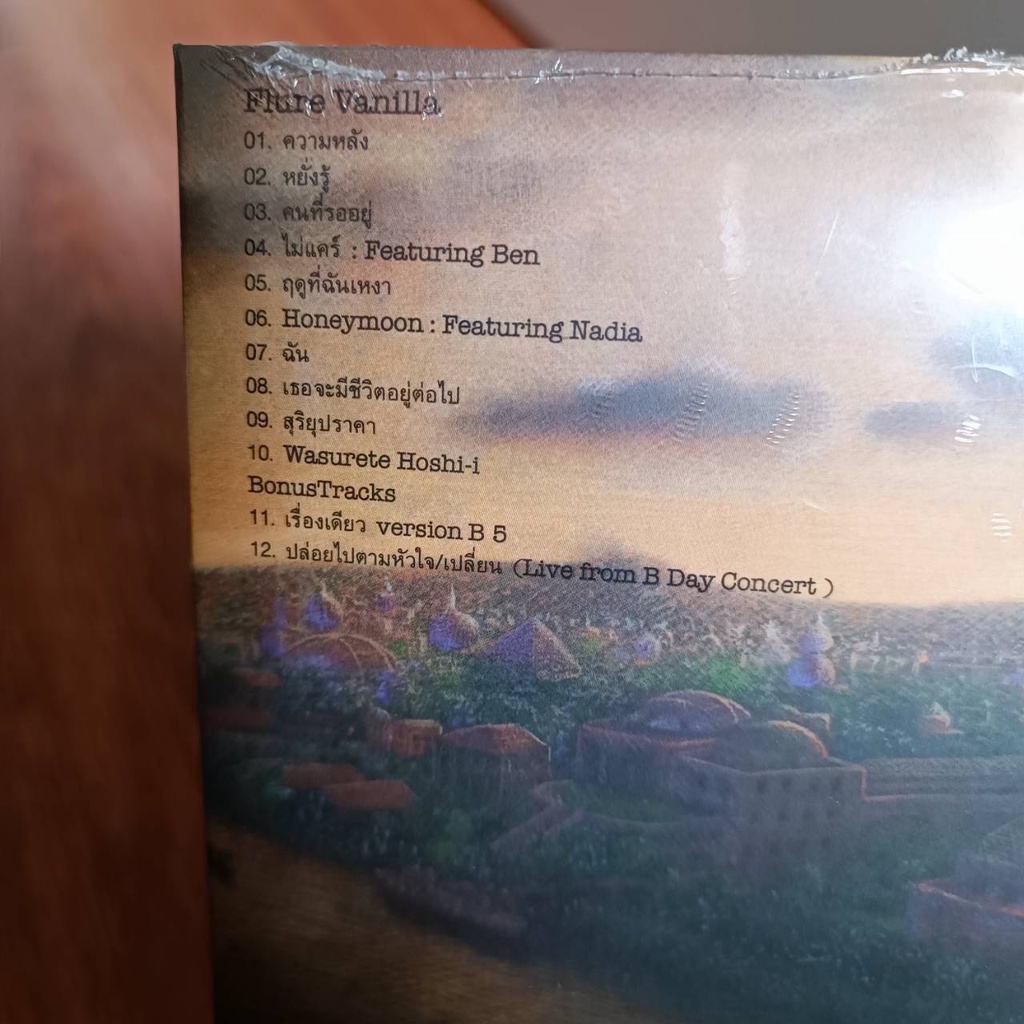 Flure Vanilla
01. ความหลัง
02. หยั่งรู้
03. คนที่รออยู่
04. ไม่แคร์ : Featuring Ben
05. ฤดูที่ฉันเหงา
06. Honeymoon : Featuring Nadia
07. ฉัน
08. เธอจะมีชีวิตอยู่ต่อไป
09. สุริยุปราคา
10. Wasurete Hoshi-i
BonusTracks
11. เรื่องเดียว version B 5
12. ปล่อยไปตามหัวใจ/เปลี่ยน (Live from B Day Concert )